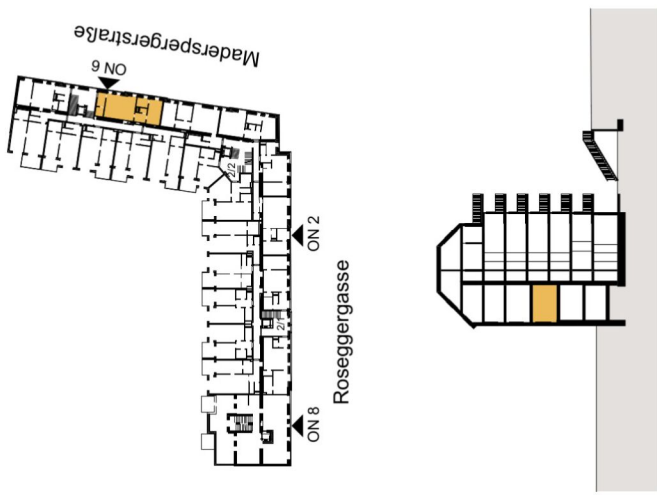 Maderspergerstraße
ON 6
2/2
ON 2
Roseggergasse
2/1
ON 8